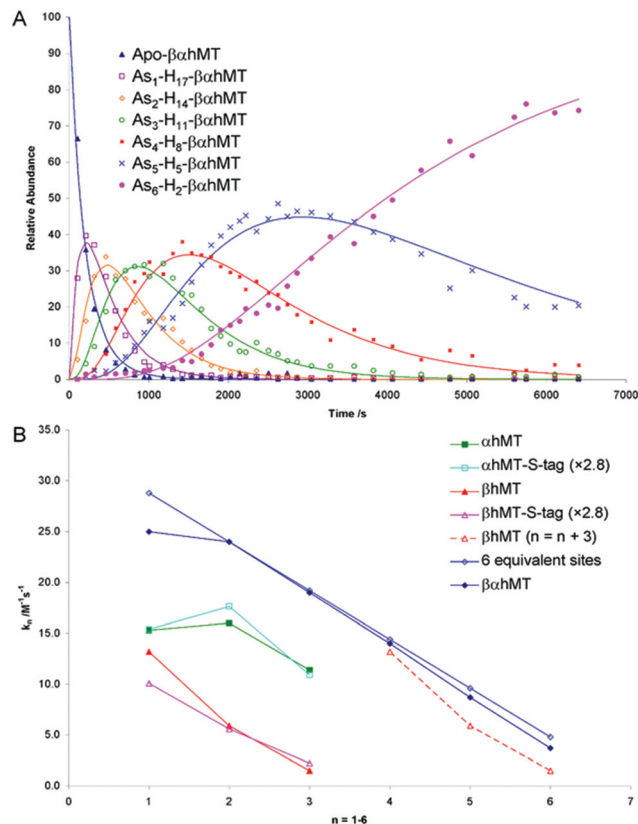 A
100
90
80
70
60
50
40
30
20
10
0
Relative Abundance
Apo-βαhMT
As₁-H₁₇-βαhMT
As₂-H₁₄-βαhMT
As₃-H₁₁-βαhMT
As₄-H₈-βαhMT
As₅-H₅-βαhMT
As₆-H₂-βαhMT
0 1000 2000 3000 4000 5000 6000 7000
Time /s
B
35.0
30.0
25.0
20.0
15.0
10.0
5.0
0.0
kₙ /M⁻¹s⁻¹
αhMT
αhMT-S-tag (×2.8)
βhMT
βhMT-S-tag (×2.8)
βhMT (n = n + 3)
6 equivalent sites
βαhMT
0 1 2 3 4 5 6 7
n = 1-6